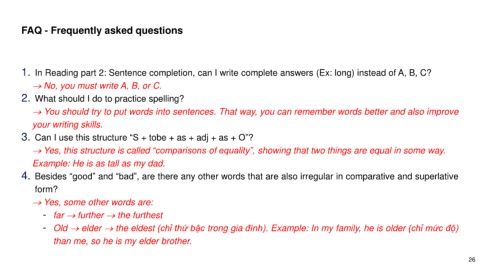 FAQ - Frequently asked questions
1. In Reading part 2: Sentence completion, can I write complete answers (Ex: long) instead of A, B, C?
→ No, you must write A, B, or C.
2. What should I do to practice spelling?
→ You should try to put words into sentences. That way, you can remember words better and also improve
your writing skills.
3. Can I use this structure “S + tobe + as + adj + as + O”?
→ Yes, this structure is called “comparisons of equality”, showing that two things are equal in some way.
Example: He is as tall as my dad.
4. Besides “good” and “bad”, are there any other words that are also irregular in comparative and superlative
form?
→ Yes, some other words are:
- far → further → the furthest
- Old → elder → the eldest (chỉ thứ bậc trong gia đình). Example: In my family, he is older (chỉ mức độ)
than me, so he is my elder brother.
26